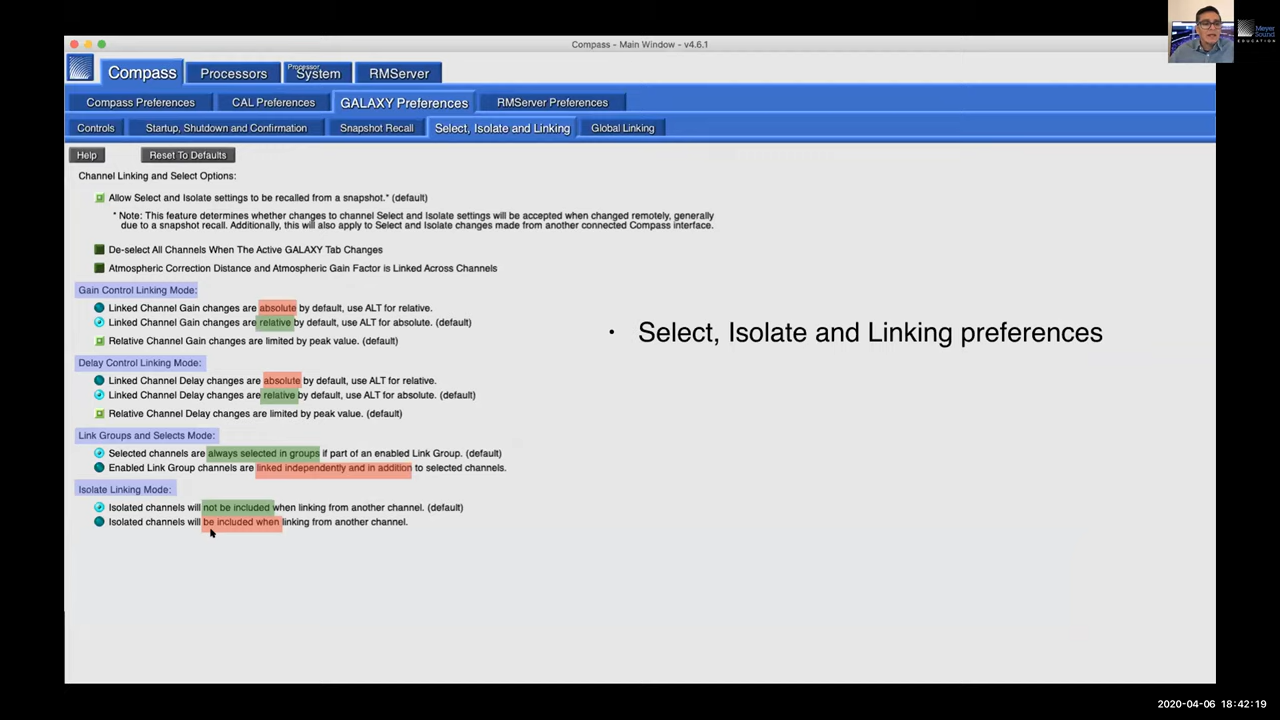 Compass - Main Window - v4.6.1
Meyer Sound
EDUCATION
Compass
Processors
Processor
System
RMServer
Compass Preferences
CAL Preferences
GALAXY Preferences
RMServer Preferences
Controls
Startup, Shutdown and Confirmation
Snapshot Recall
Select, Isolate and Linking
Global Linking
Help
Reset To Defaults
Channel Linking and Select Options:
Allow Select and Isolate settings to be recalled from a snapshot.* (default)
* Note: This feature determines whether changes to channel Select and Isolate settings will be accepted when changed remotely, generally
due to a snapshot recall. Additionally, this will also apply to Select and Isolate changes made from another connected Compass interface.
De-select All Channels When The Active GALAXY Tab Changes
Atmospheric Correction Distance and Atmospheric Gain Factor is Linked Across Channels
Gain Control Linking Mode:
Linked Channel Gain changes are absolute by default, use ALT for relative.
Linked Channel Gain changes are relative by default, use ALT for absolute. (default)
Relative Channel Gain changes are limited by peak value. (default)
• Select, Isolate and Linking preferences
Delay Control Linking Mode:
Linked Channel Delay changes are absolute by default, use ALT for relative.
Linked Channel Delay changes are relative by default, use ALT for absolute. (default)
Relative Channel Delay changes are limited by peak value. (default)
Link Groups and Selects Mode:
Selected channels are always selected in groups if part of an enabled Link Group. (default)
Enabled Link Group channels are linked independently and in addition to selected channels.
Isolate Linking Mode:
Isolated channels will not be included when linking from another channel. (default)
Isolated channels will be included when linking from another channel.
2020-04-06 18:42:19